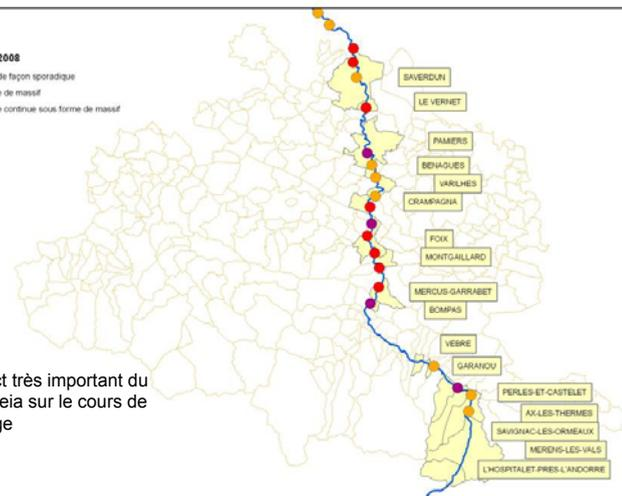 2008
de façon sporadique
de massif
continue sous forme de massif
SAVERDUN
LE VERNET
PAMIERS
BENAGUES
VARILHES
CRAMPAGNA
FOIX
MONTGAILLARD
MERCUS-GARRABET
BOMPAS
VEBRE
GARANOU
PERLES-ET-CASTELET
AX-LES-THERMES
SAVIGNAC-LES-ORMEAUX
MERENS-LES-VALS
L'HOSPITALET-PRES-L'ANDORRE
ct très important du
eia sur le cours de
ge